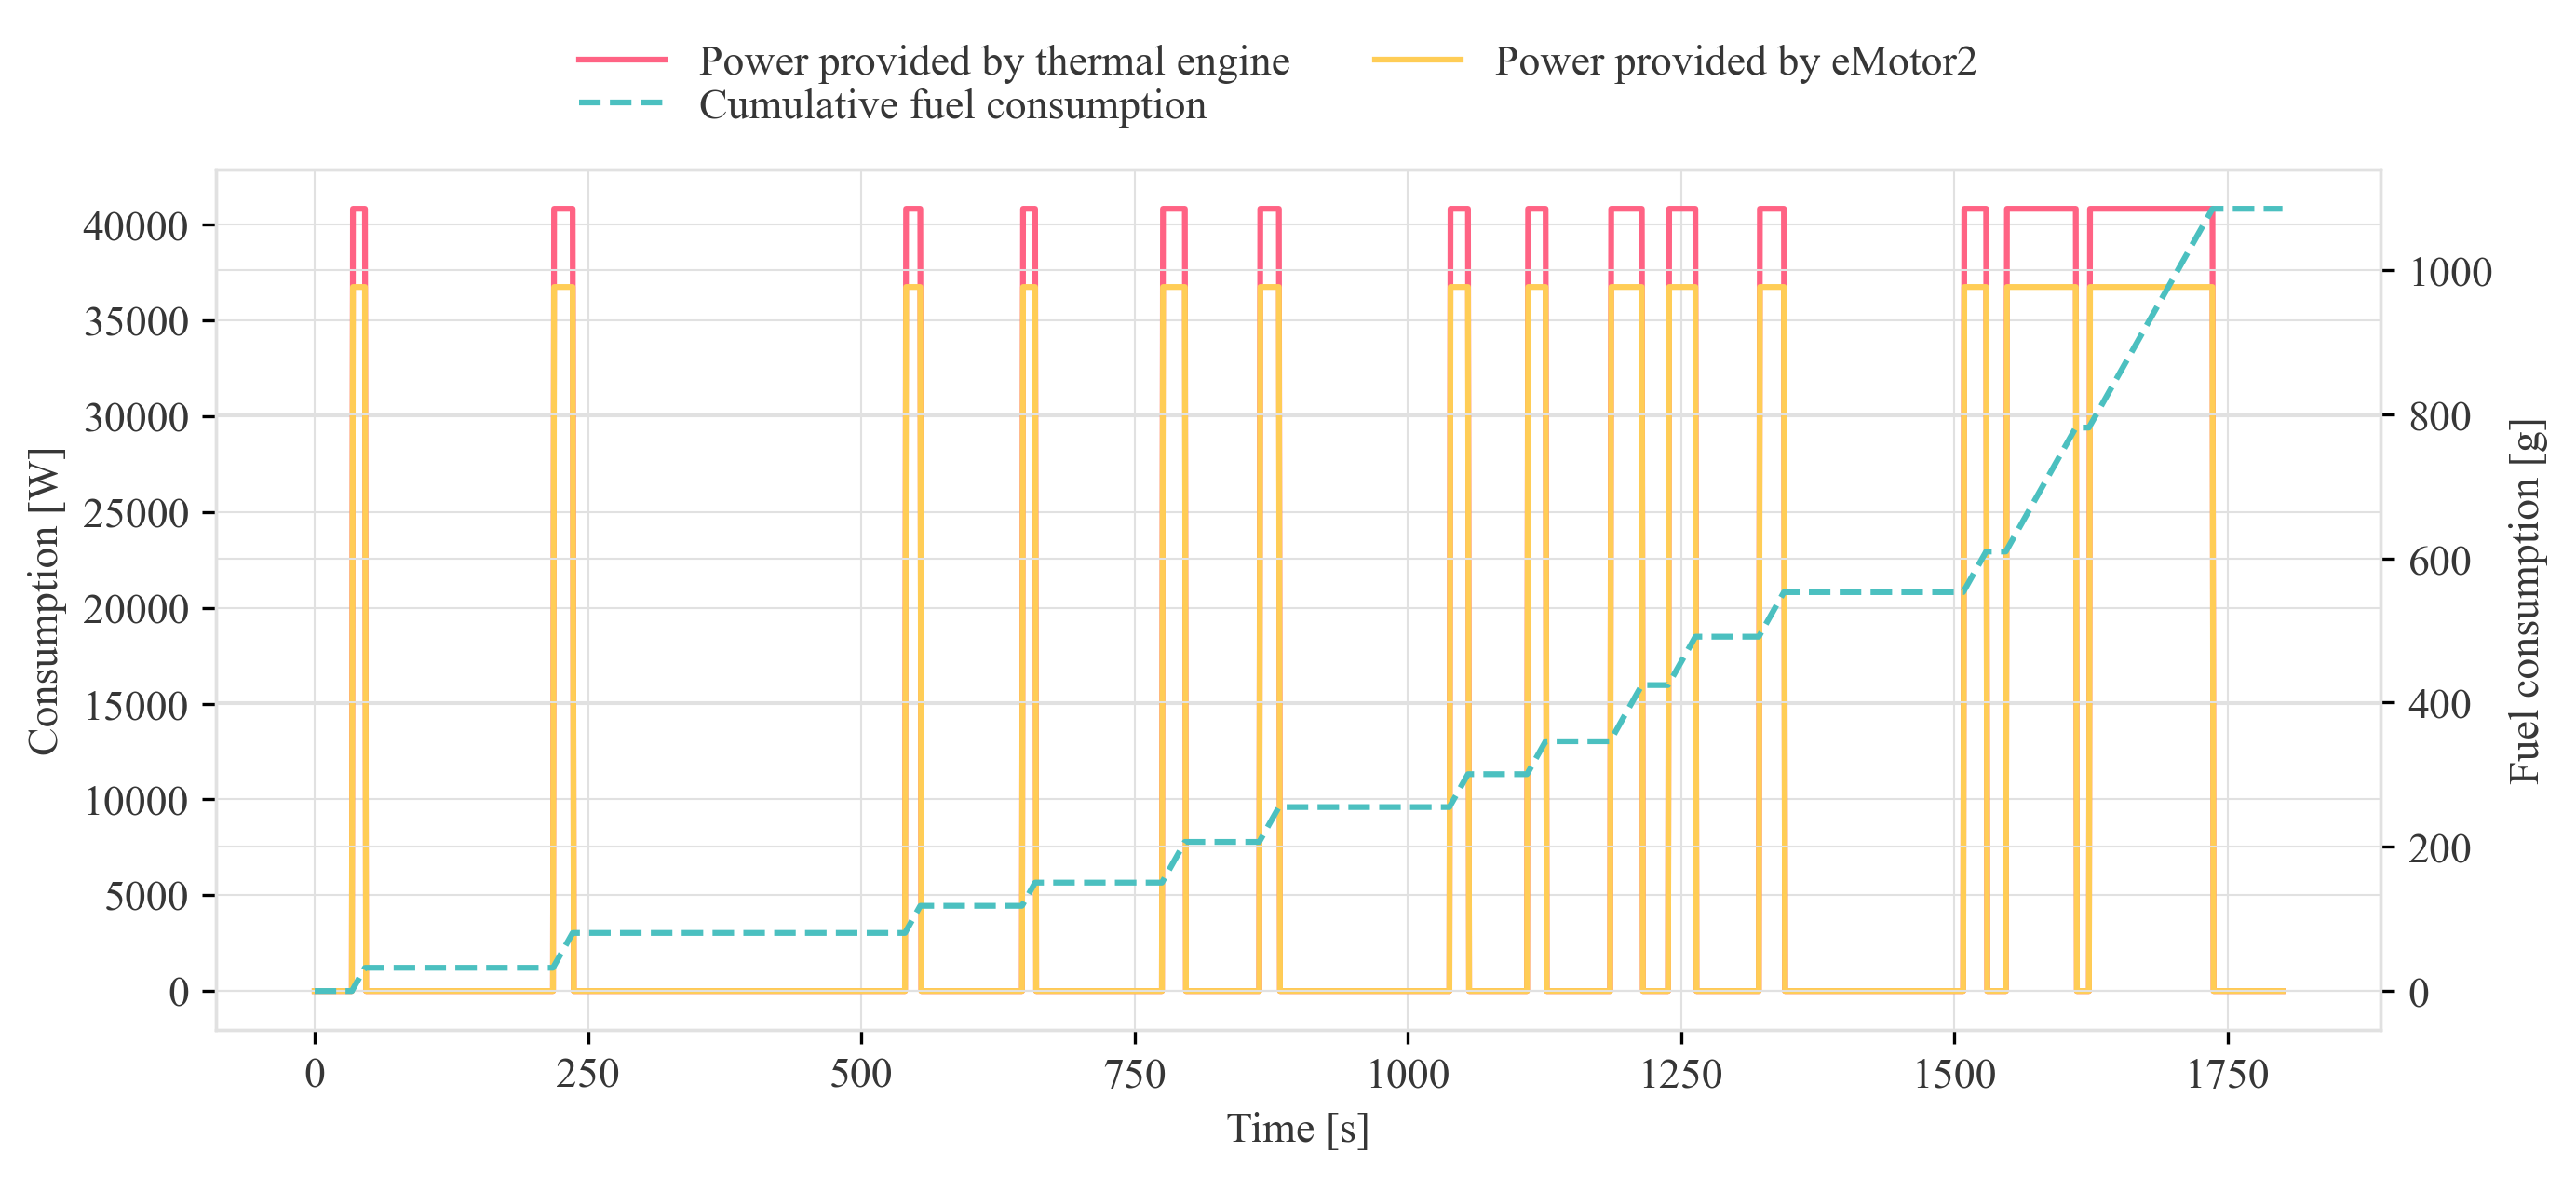 Power provided by thermal engine
Power provided by eMotor2
Cumulative fuel consumption
40000
35000
30000
25000
20000
15000
10000
5000
0
Consumption [W]
1000
800
600
400
200
0
Fuel consumption [g]
0 250 500 750 1000 1250 1500 1750
Time [s]